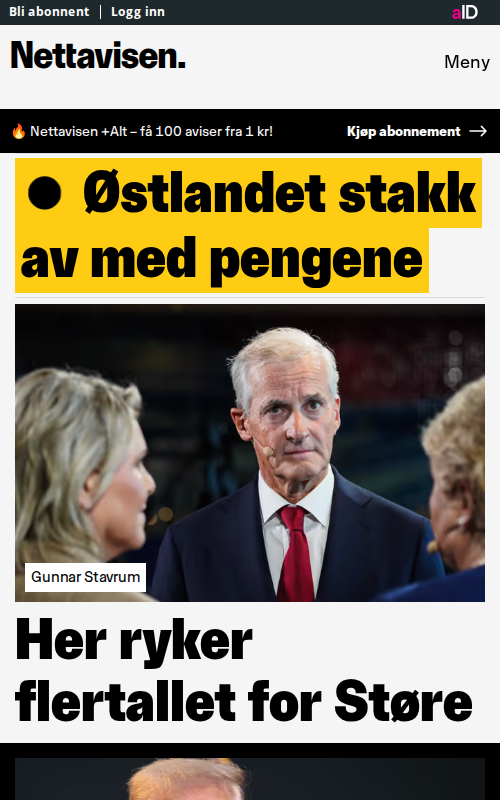 Bli abonnent | Logg inn
aID
Nettavisen.
Meny
🔥 Nettavisen +Alt – få 100 aviser fra 1 kr!
Kjøp abonnement →
● Østlandet stakk
av med pengene
Gunnar Stavrum
Her ryker
flertallet for Støre